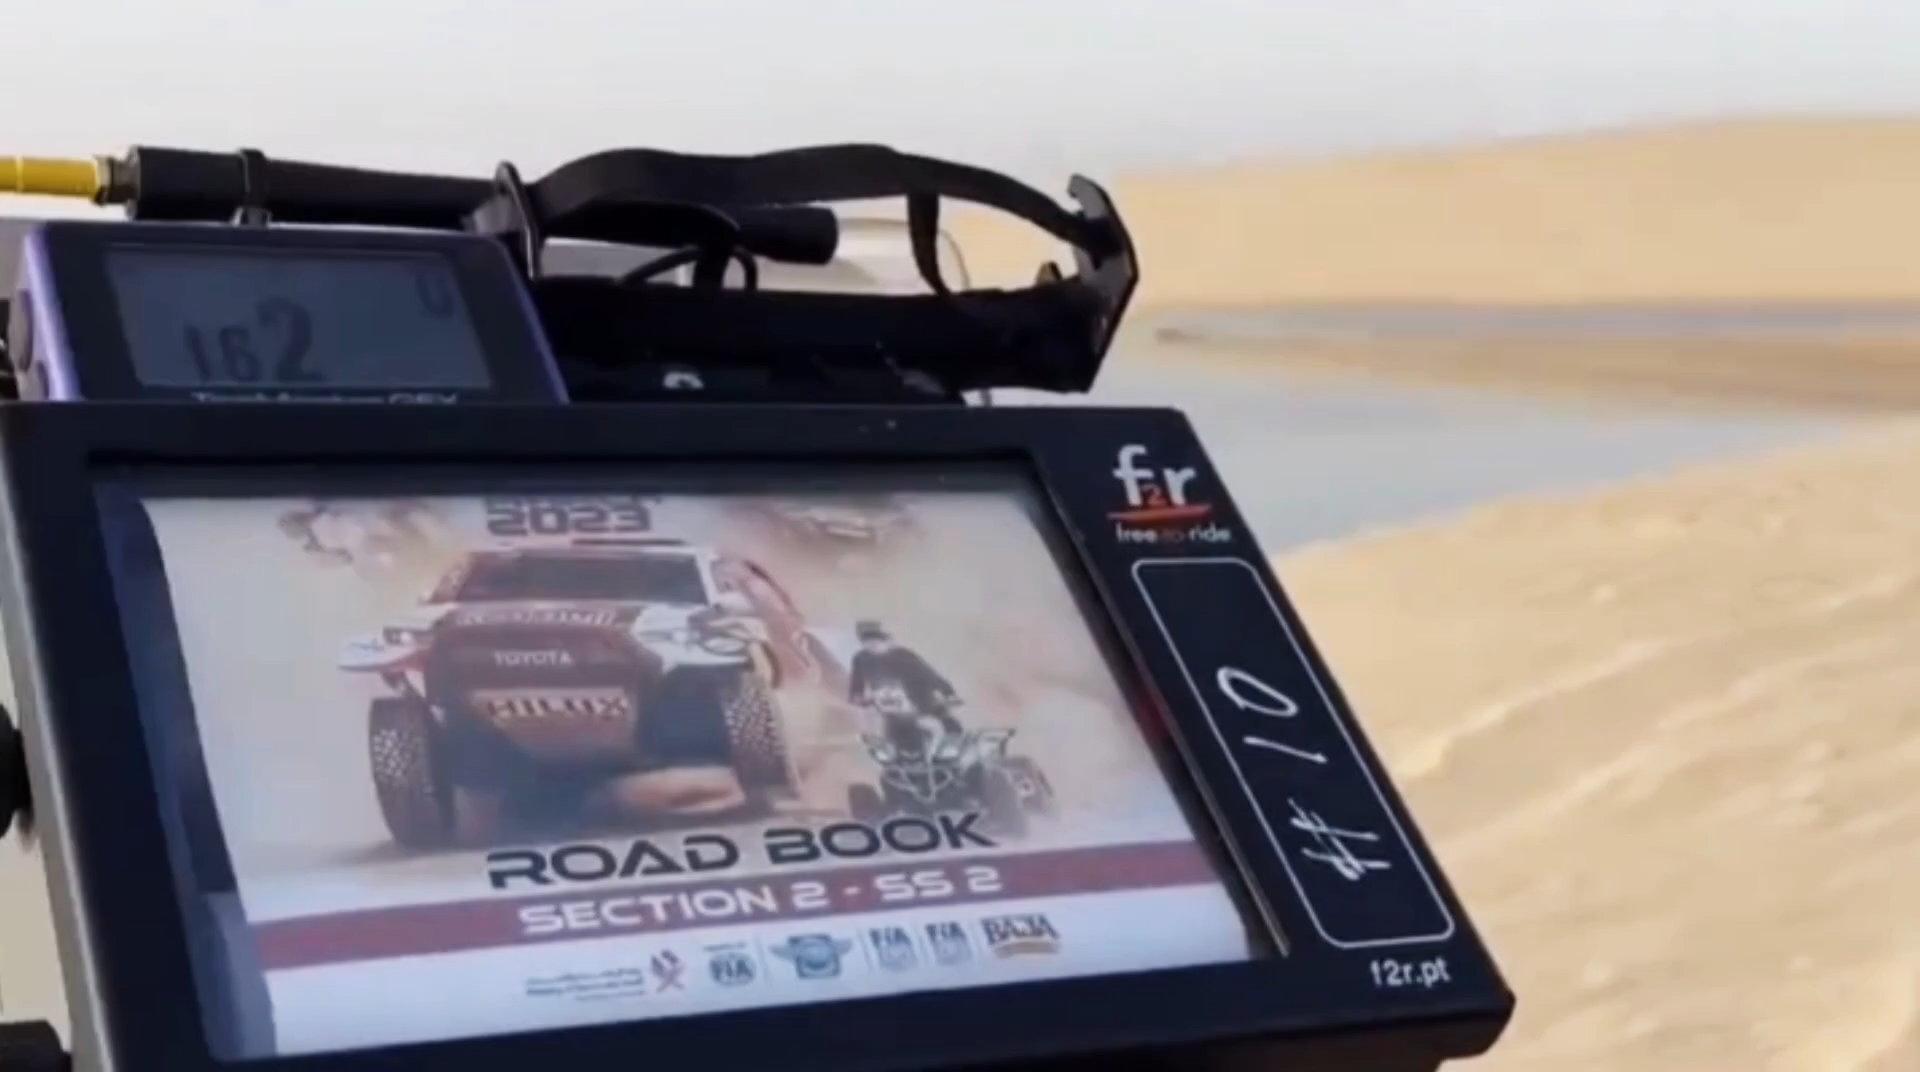 162
0
f2r
free-to-ride
2023
TOYOTA
HILUX
# 10
ROAD BOOK
SECTION 2 - SS 2
FIA
FIA
FIA
BAJA
f2r.pt